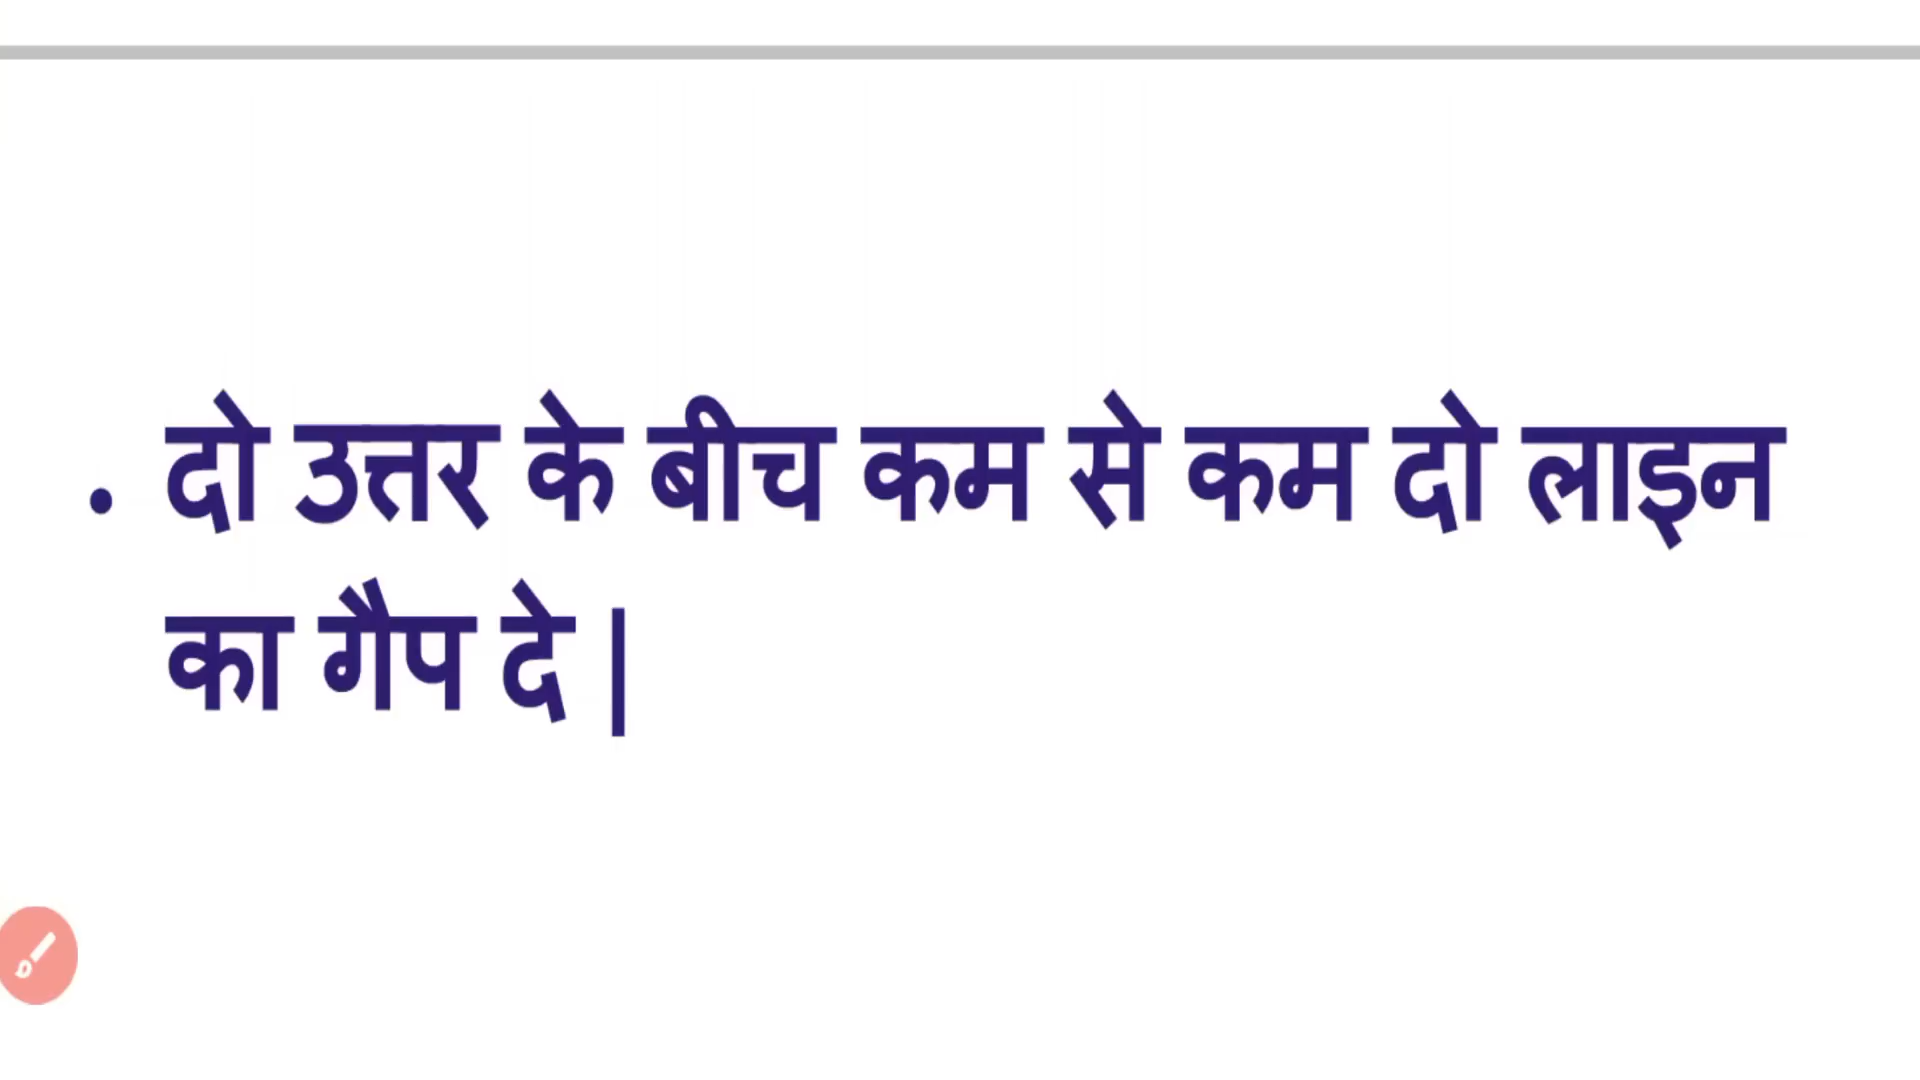 • दो उत्तर के बीच कम से कम दो लाइन
का गैप दे |